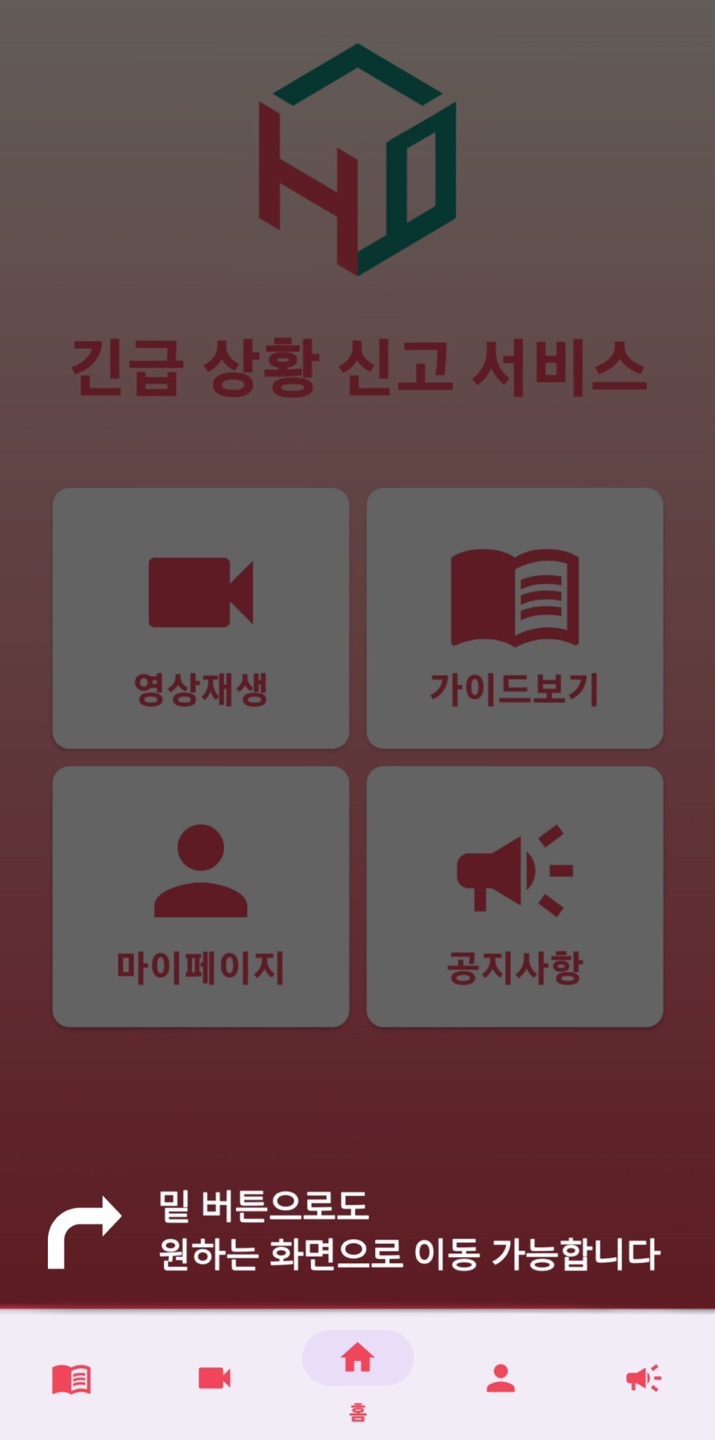 긴급 상황 신고 서비스
영상재생
가이드보기
마이페이지
공지사항
밑 버튼으로도
원하는 화면으로 이동 가능합니다
홈